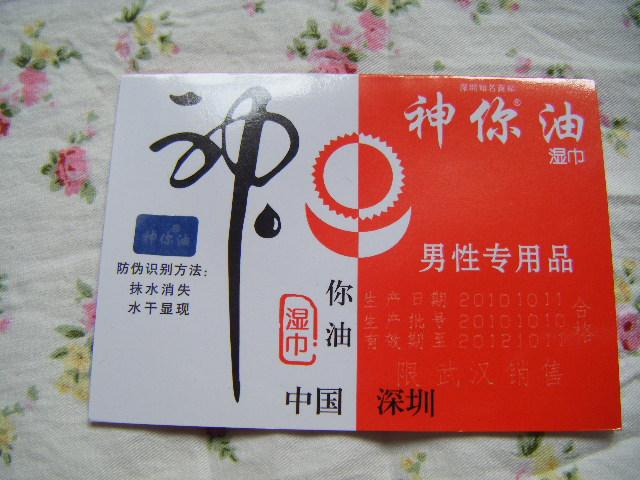 神
神你油®
防伪识别方法：
抹水消失
水干显现
湿巾
你油
中国 深圳
深圳知名商标
神你®油
湿巾
男性专用品
生产日期 20101011
生产批号 20101010
有效期至 20121011
合格
限武汉销售